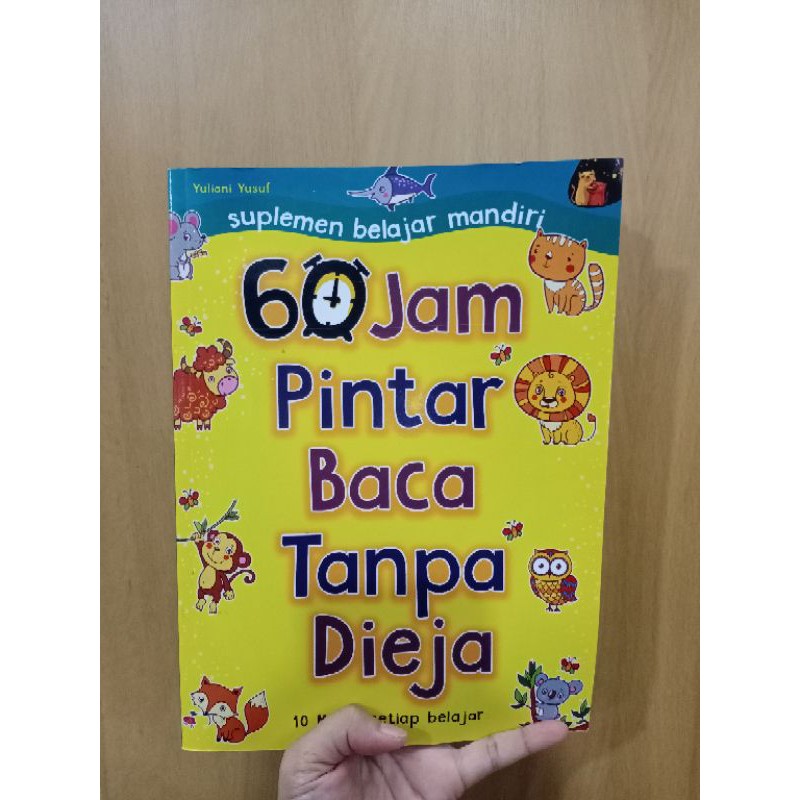 Yuliani Yusuf
suplemen belajar mandiri
60 Jam
Pintar
Baca
Tanpa
Dieja
10 setiap belajar